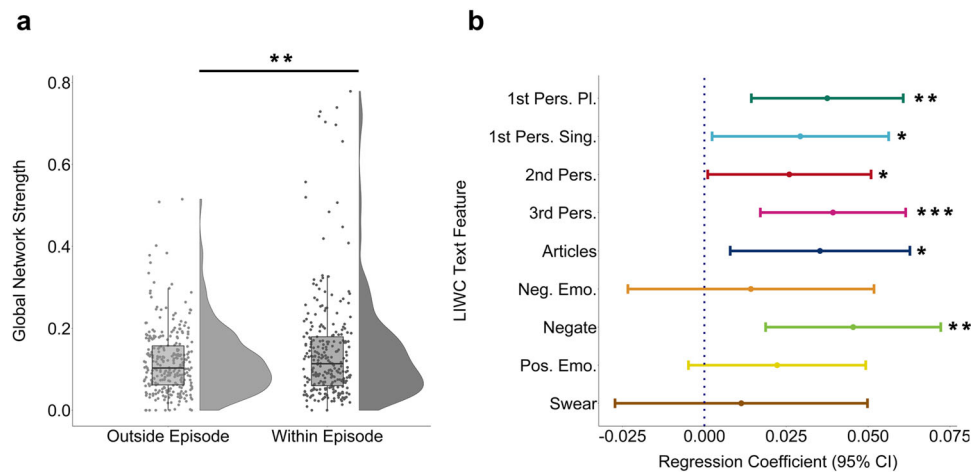 a
**
Global Network Strength
0.8
0.6
0.4
0.2
0.0
Outside Episode
Within Episode
b
LIWC Text Feature
1st Pers. Pl.
**
1st Pers. Sing.
*
2nd Pers.
*
3rd Pers.
***
Articles
*
Neg. Emo.
Negate
**
Pos. Emo.
Swear
-0.025
0.000
0.025
0.050
0.075
Regression Coefficient (95% CI)